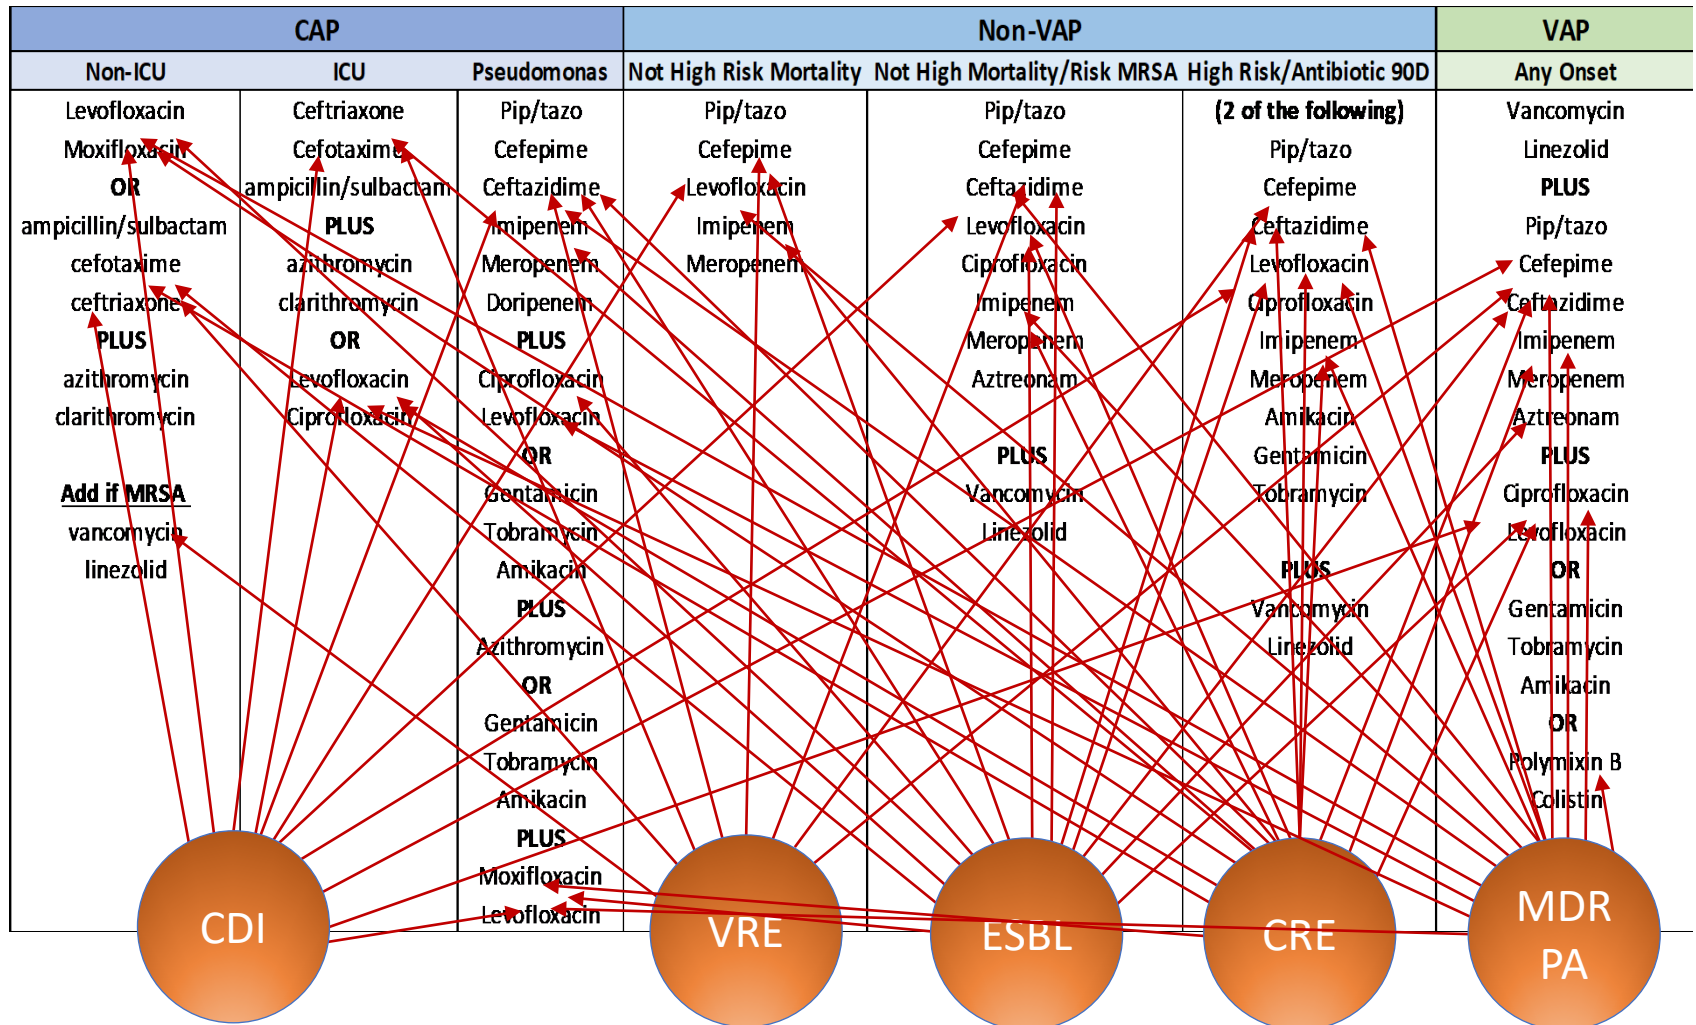 CAP
Non-VAP
VAP
Non-ICU
ICU
Pseudomonas
Not High Risk Mortality
Not High Mortality/Risk MRSA
High Risk/Antibiotic 90D
Any Onset
Levofloxacin
Moxifloxacin
OR
ampicillin/sulbactam
cefotaxime
ceftriaxone
PLUS
azithromycin
clarithromycin
Add if MRSA
vancomycin
linezolid
Ceftriaxone
Cefotaxime
ampicillin/sulbactam
PLUS
azithromycin
clarithromycin
OR
Levofloxacin
Ciprofloxacin
Pip/tazo
Cefepime
Ceftazidime
Imipenem
Meropenem
Doripenem
PLUS
Ciprofloxacin
Levofloxacin
OR
Gentamicin
Tobramycin
Amikacin
PLUS
Azithromycin
OR
Gentamicin
Tobramycin
Amikacin
PLUS
Moxifloxacin
Levofloxacin
Pip/tazo
Cefepime
Levofloxacin
Imipenem
Meropenem
Pip/tazo
Cefepime
Ceftazidime
Levofloxacin
Ciprofloxacin
Imipenem
Meropenem
Aztreonam
PLUS
Vancomycin
Linezolid
(2 of the following)
Pip/tazo
Cefepime
Ceftazidime
Levofloxacin
Ciprofloxacin
Imipenem
Meropenem
Amikacin
Gentamicin
Tobramycin
PLUS
Vancomycin
Linezolid
Vancomycin
Linezolid
PLUS
Pip/tazo
Cefepime
Ceftazidime
Imipenem
Meropenem
Aztreonam
PLUS
Ciprofloxacin
Levofloxacin
OR
Gentamicin
Tobramycin
Amikacin
OR
Polymixin B
Colistin
CDI
VRE
ESBL
CRE
MDR
PA